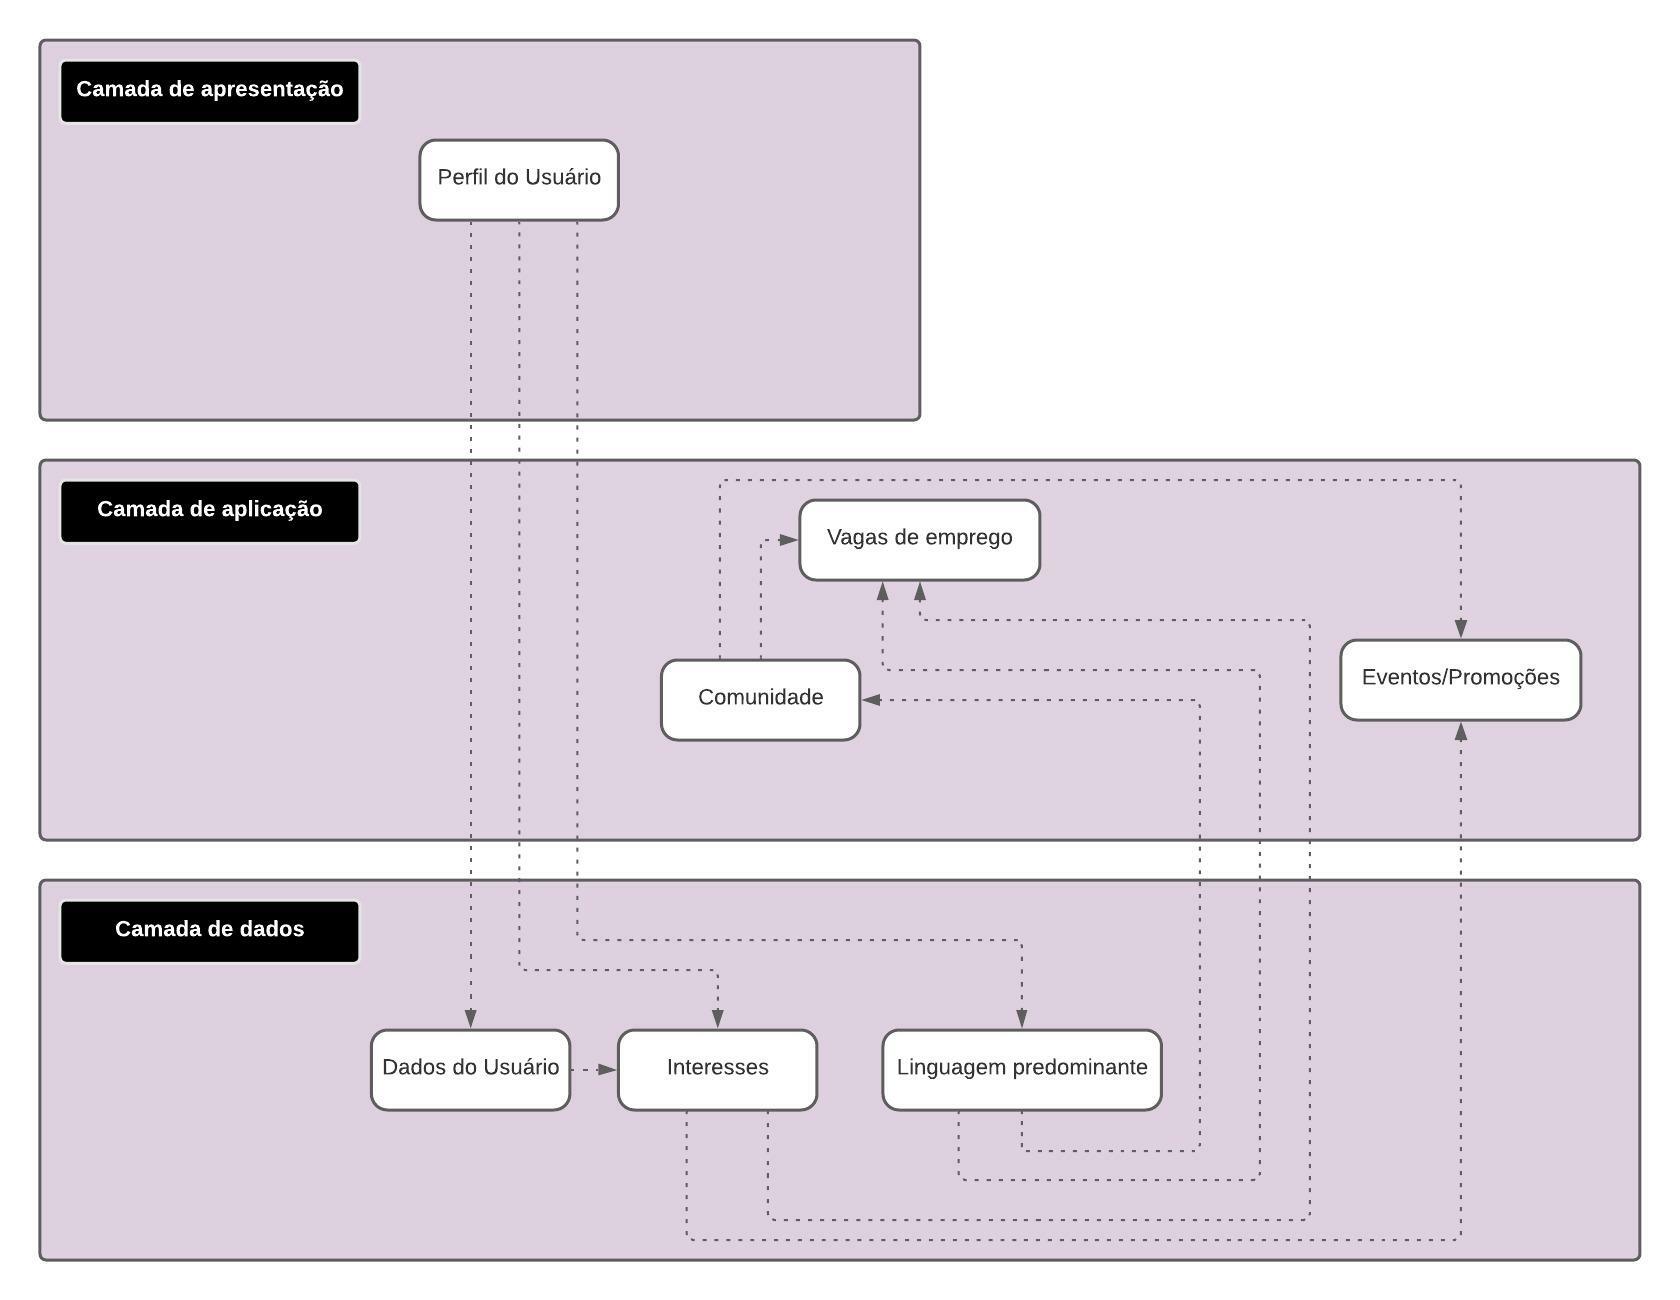 Camada de apresentação
Perfil do Usuário
Camada de aplicação
Vagas de emprego
Comunidade
Eventos/Promoções
Camada de dados
Dados do Usuário
Interesses
Linguagem predominante